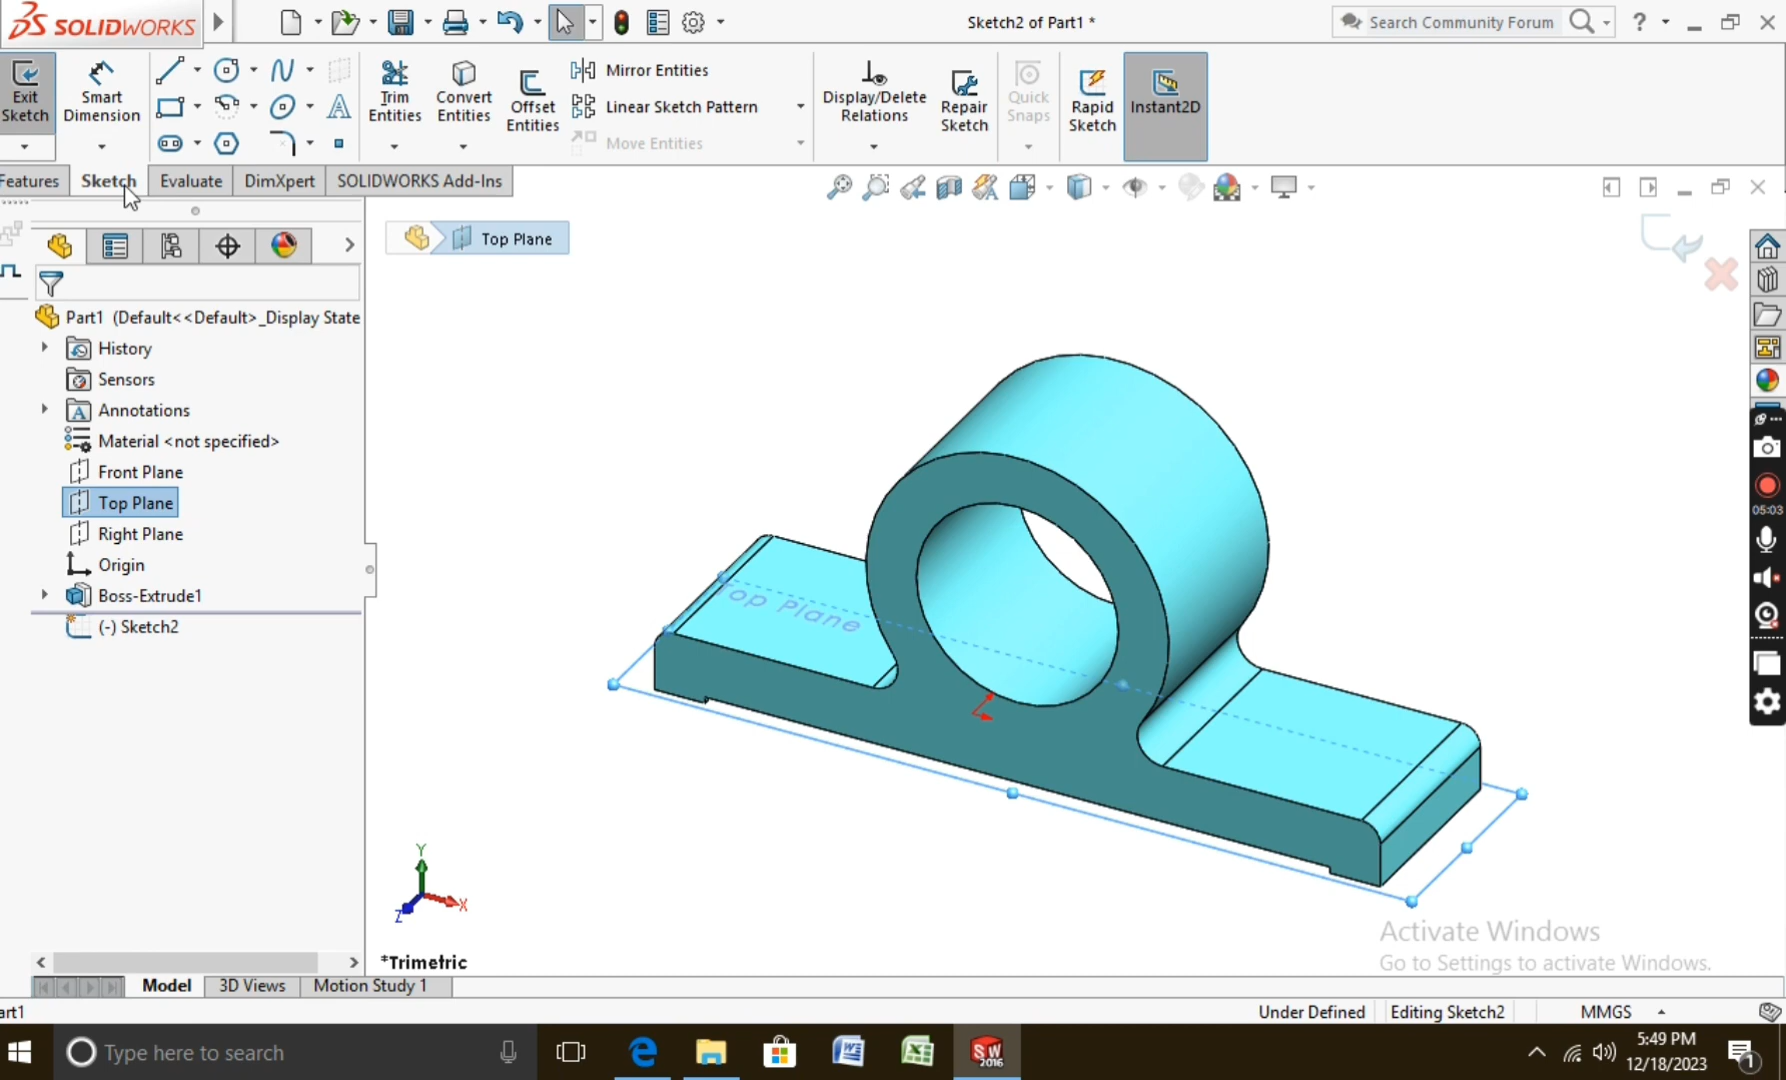 SOLIDWORKS
Sketch2 of Part1 *
Search Community Forum
?
Exit Sketch
Smart Dimension
Trim Entities
Convert Entities
Offset Entities
Mirror Entities
Linear Sketch Pattern
Move Entities
Display/Delete Relations
Repair Sketch
Quick Snaps
Rapid Sketch
Instant2D
Features
Sketch
Evaluate
DimXpert
SOLIDWORKS Add-Ins
Top Plane
Part1 (Default<<Default>_Display State
History
Sensors
Annotations
Material <not specified>
Front Plane
Top Plane
Right Plane
Origin
Boss-Extrude1
(-) Sketch2
Top Plane
05:03
Y
X
Z
*Trimetric
Activate Windows
Go to Settings to activate Windows.
Model
3D Views
Motion Study 1
art1
Under Defined
Editing Sketch2
MMGS
Type here to search
SW
2016
5:49 PM
12/18/2023
1